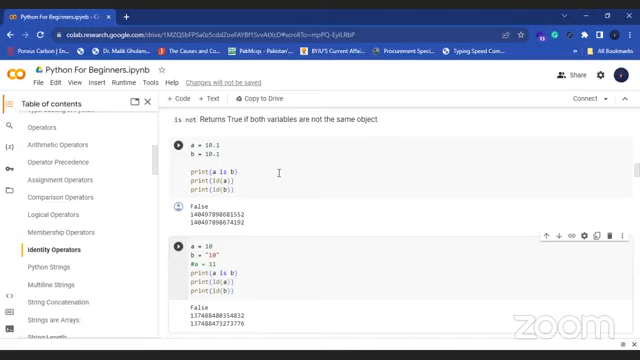 Python For Beginners.ipynb - Col
colab.research.google.com/drive/
Porous Carbon | Pro
Dr. Malik Ghulam...
The Causes and Co...
PakMcqs - Pakistan...
BYJU'S Current Affai...
Procurement Speci...
Typing Speed Com...
All Bookmarks
Python For Beginners.ipynb
File Edit View Insert Runtime Tools Help Changes will not be saved
Share
Table of contents
+ Code + Text Copy to Drive
Connect
Operators
Arithmetic Operators
Operator Precedence
Assignment Operators
Comparison Operators
Logical Operators
Membership Operators
Identity Operators
Python Strings
Multiline Strings
String Concatenation
Strings are Arrays:
String Length
is not Returns True if both variables are not the same object
a = 10.1
b = 10.1
print(a is b)
print(id(a))
print(id(b))
False
140497898681552
140497898674192
a = 10
b = "10"
#a = 11
print(a is b)
print(id(a))
print(id(b))
False
137488480354832
137488473273776
zoom